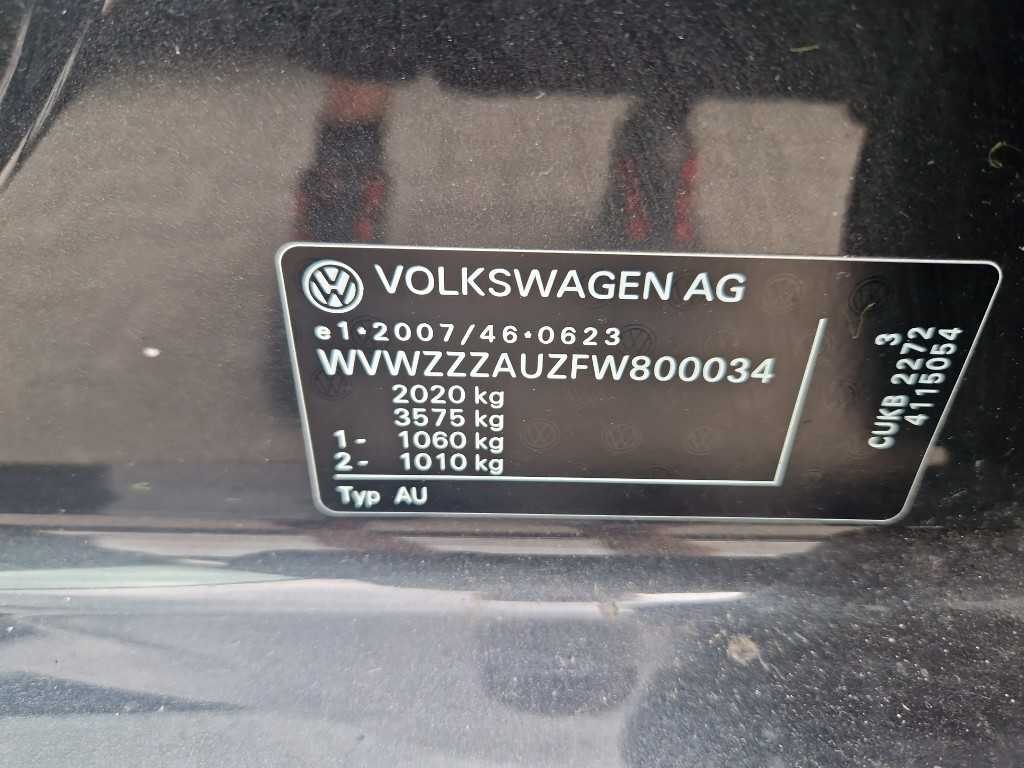 VOLKSWAGEN AG
e1*2007/46*0623
WVWZZZAUZFW800034
2020 kg
3575 kg
1- 1060 kg
2- 1010 kg
Typ AU
3
CUKB 2272
4115054